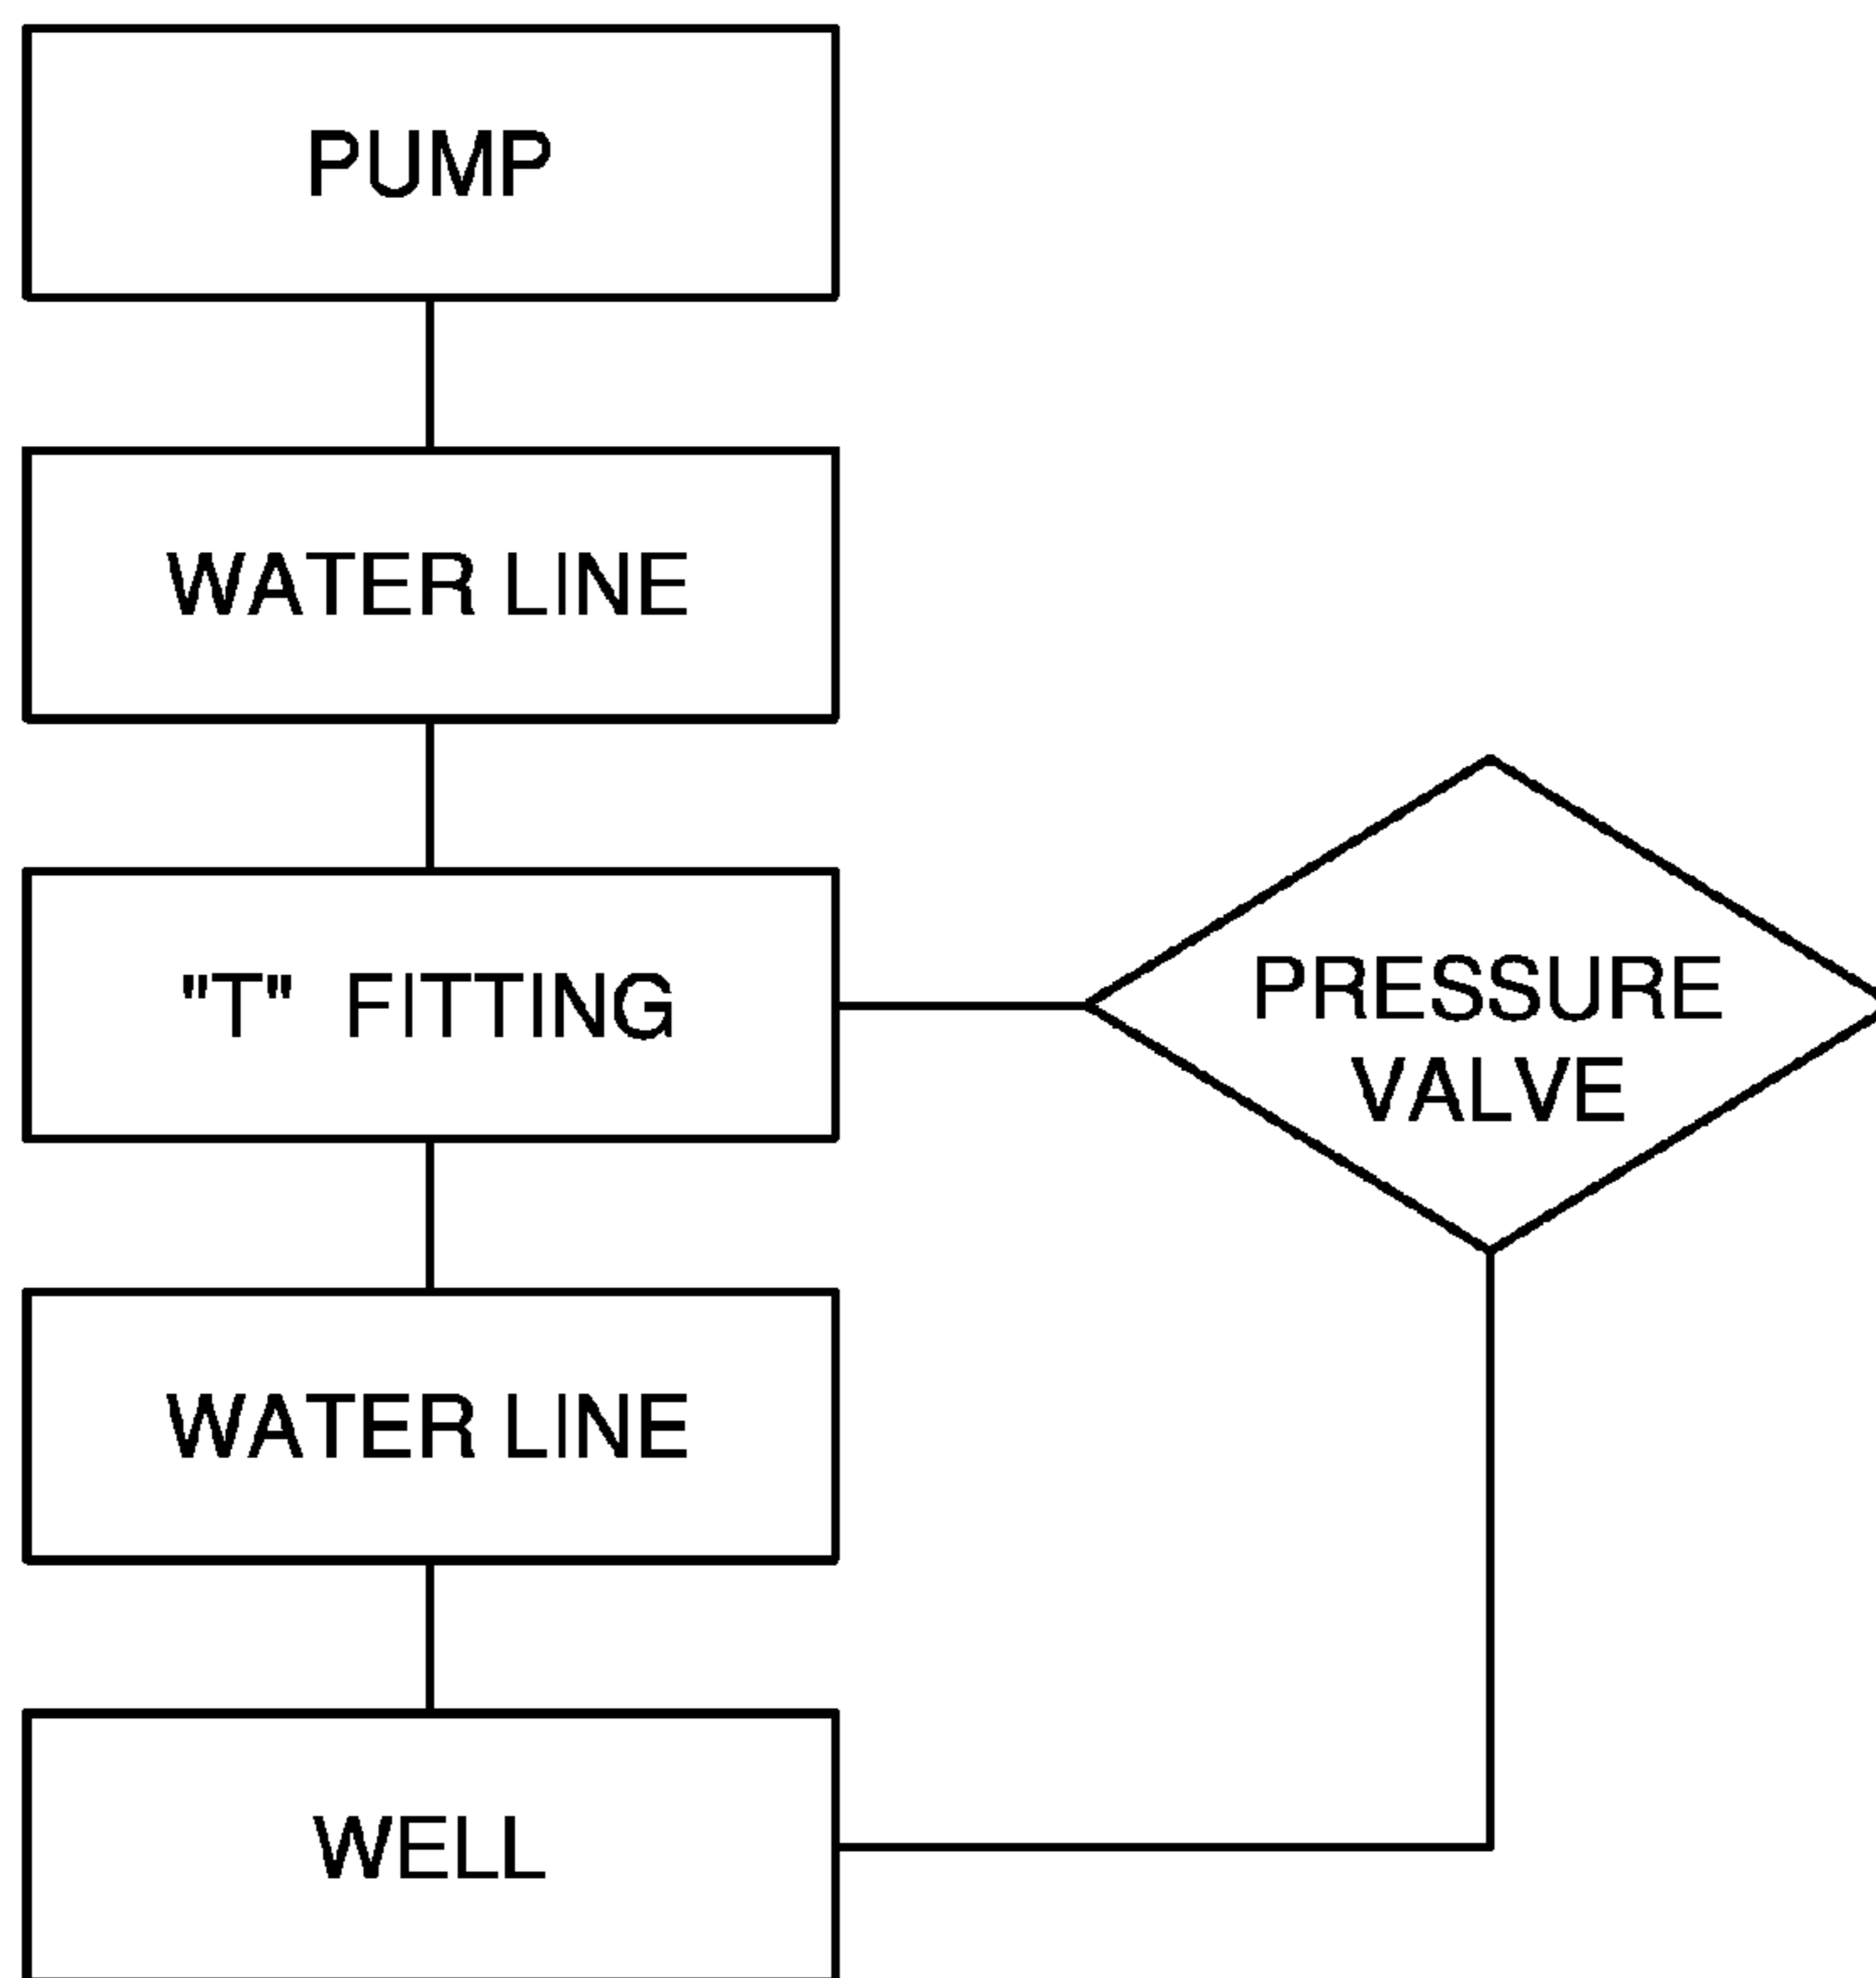 PUMP
WATER LINE
"T" FITTING
PRESSURE
VALVE
WATER LINE
WELL